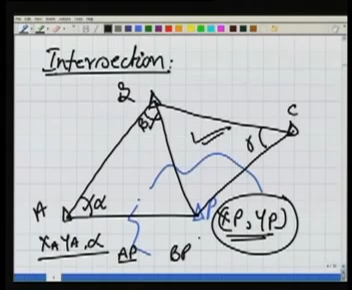 Intersection:
B
C
β
γ
A
α
P
(xP, yP)
xA yA, α
AP
BP